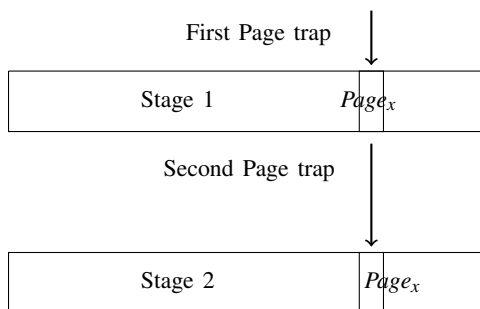 First Page trap
Stage 1 Page_x
Second Page trap
Stage 2 Page_x